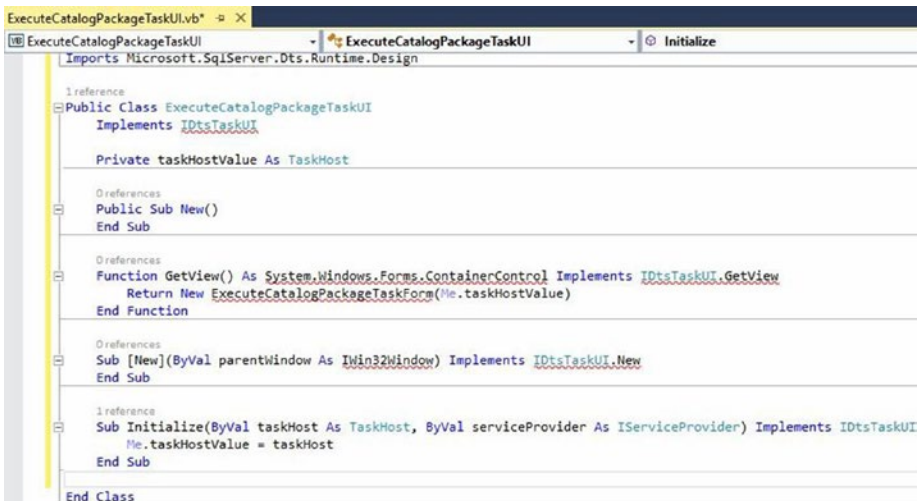 ExecuteCatalogPackageTaskUI.vb*
ExecuteCatalogPackageTaskUI ExecuteCatalogPackageTaskUI Initialize
Imports Microsoft.SqlServer.Dts.Runtime.Design
1 reference
Public Class ExecuteCatalogPackageTaskUI
Implements IDtsTaskUI
Private taskHostValue As TaskHost
0 references
Public Sub New()
End Sub
0 references
Function GetView() As System.Windows.Forms.ContainerControl Implements IDtsTaskUI.GetView
Return New ExecuteCatalogPackageTaskForm(Me.taskHostValue)
End Function
0 references
Sub [New](ByVal parentWindow As IWin32Window) Implements IDtsTaskUI.New
End Sub
1 reference
Sub Initialize(ByVal taskHost As TaskHost, ByVal serviceProvider As IServiceProvider) Implements IDtsTaskUI
Me.taskHostValue = taskHost
End Sub
End Class